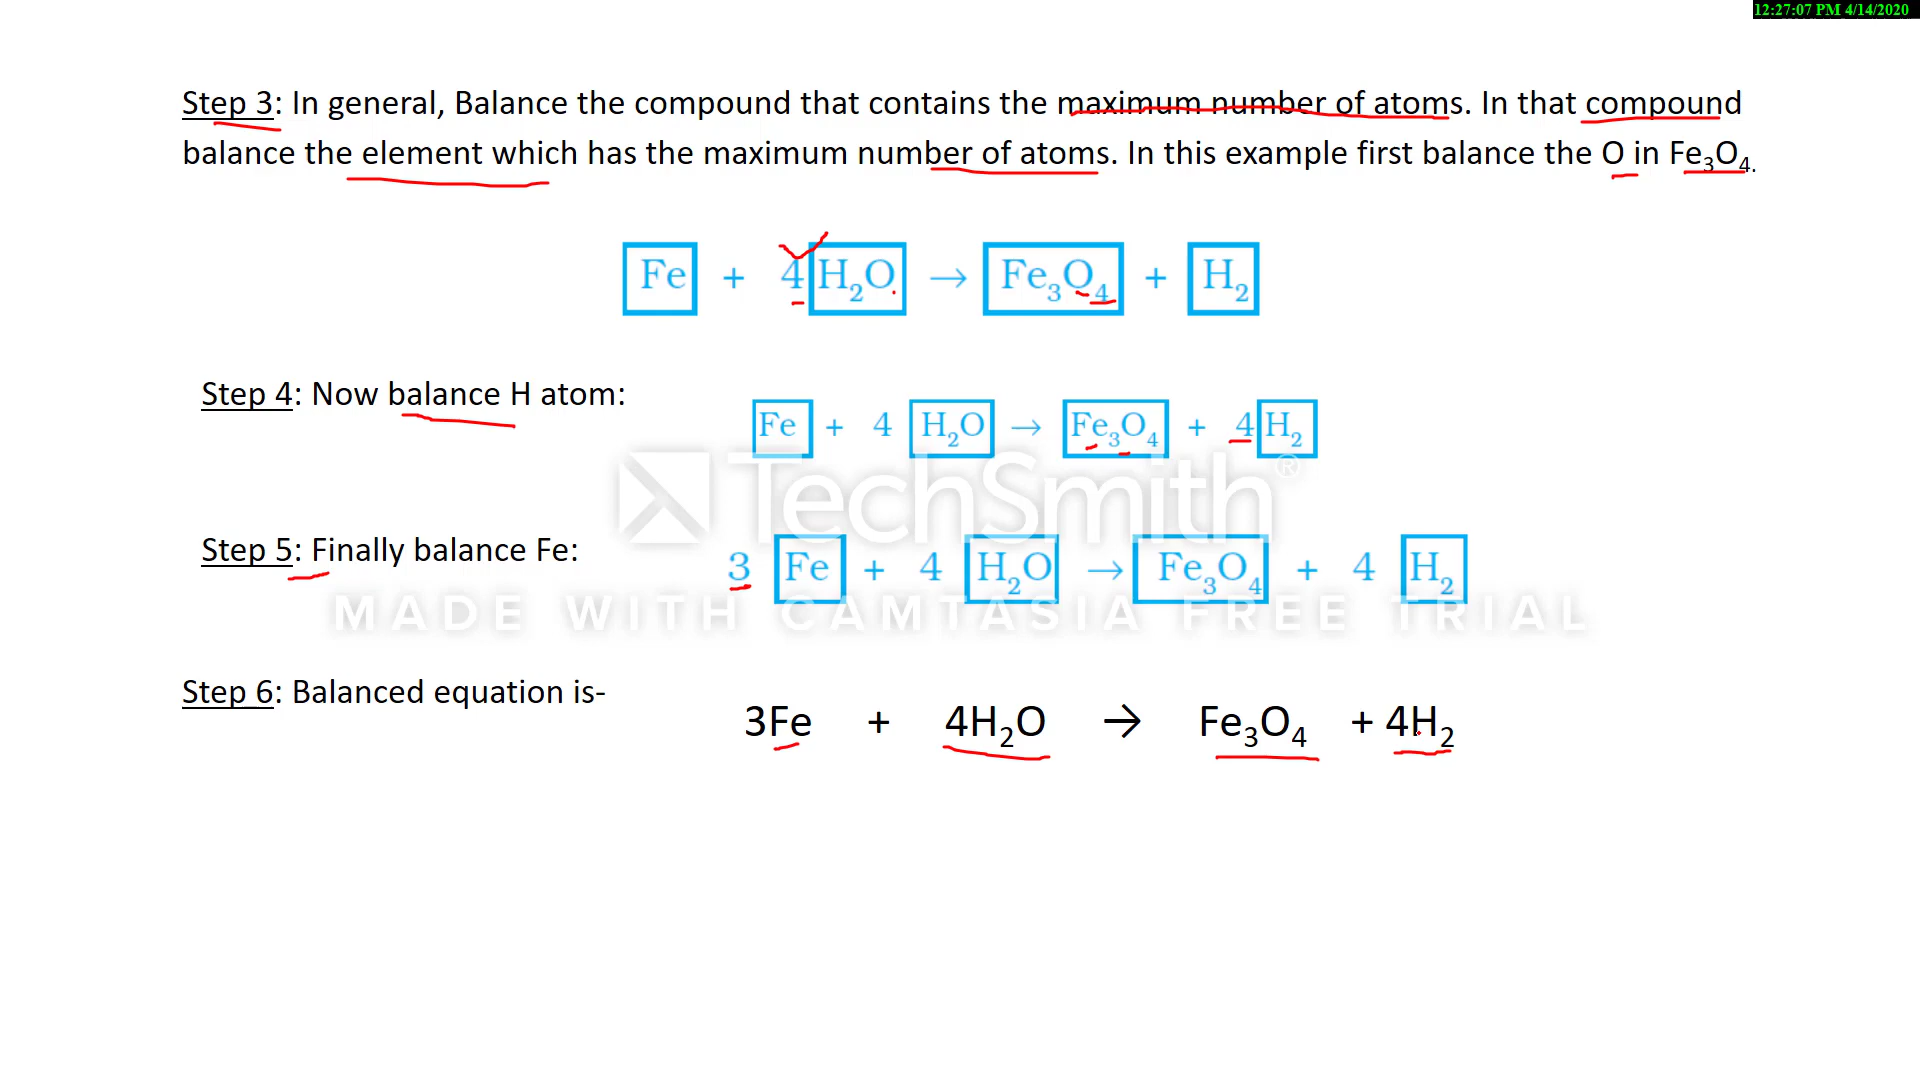 12:27:07 PM 4/14/2020
Step 3: In general, Balance the compound that contains the maximum number of atoms. In that compound
balance the element which has the maximum number of atoms. In this example first balance the O in Fe₃O₄.
Fe + 4 H₂O → Fe₃O₄ + H₂
Step 4: Now balance H atom:
Fe + 4 H₂O → Fe₃O₄ + 4 H₂
TechSmith®
Step 5: Finally balance Fe:
3 Fe + 4 H₂O → Fe₃O₄ + 4 H₂
MADE WITH CAMTASIA FREE TRIAL
Step 6: Balanced equation is-
3Fe + 4H₂O → Fe₃O₄ + 4H₂